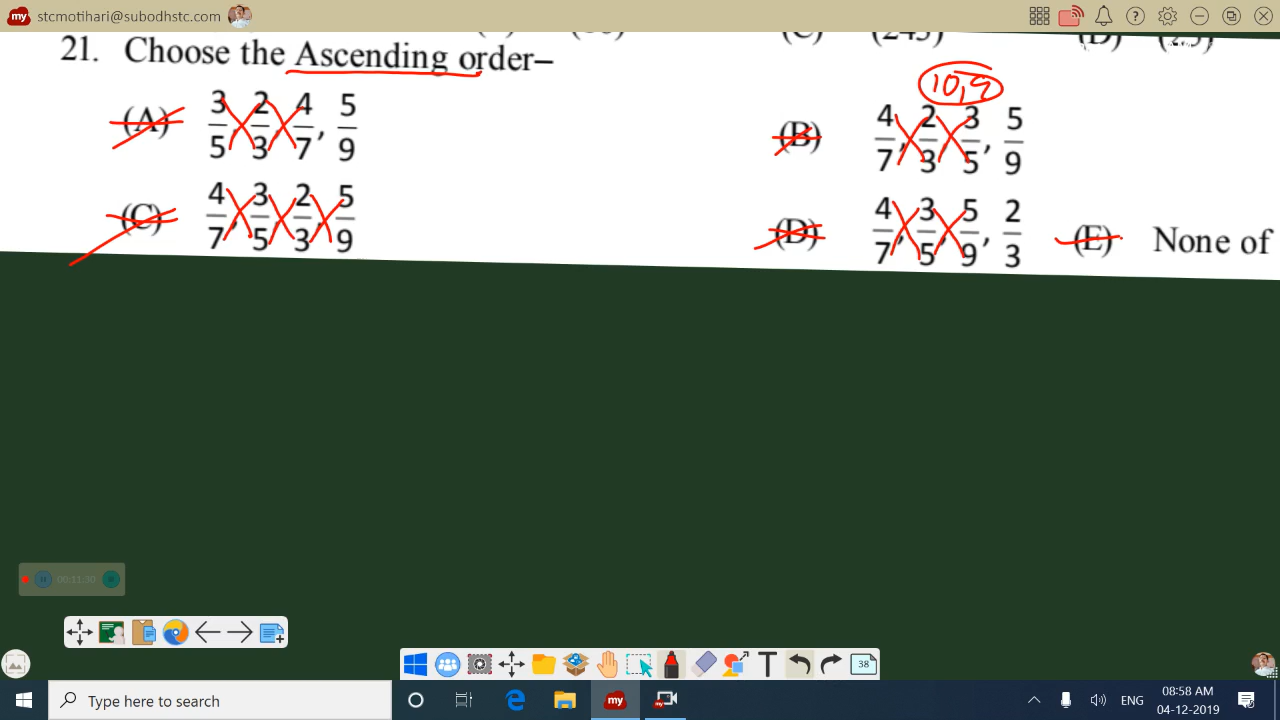 stcmotihari@subodhstc.com
21. Choose the Ascending order–
10,9
(A) 3/5, 2/3, 4/7, 5/9 (B) 4/7, 2/3, 3/5, 5/9
(C) 4/7, 3/5, 2/3, 5/9 (D) 4/7, 3/5, 5/9, 2/3 (E) None of
00:11:30
38
Type here to search
ENG
08:58 AM
04-12-2019